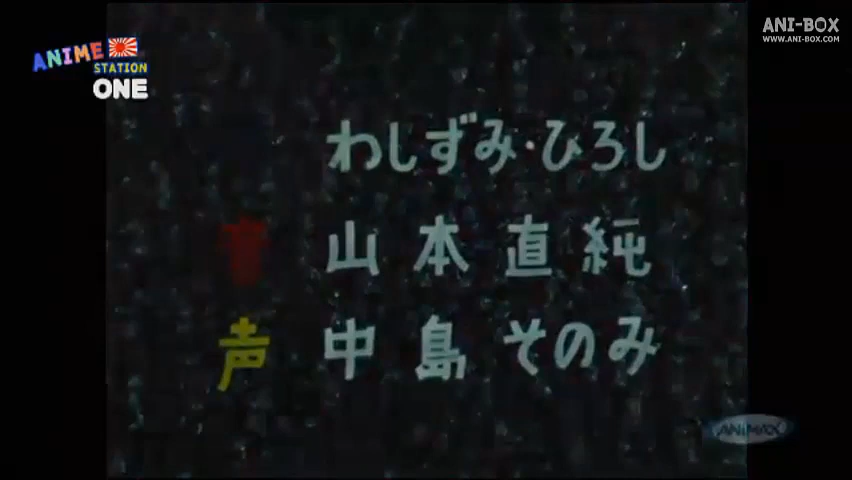 ANIME
STATION
ONE
ANI-BOX
WWW.ANI-BOX.COM
わしずみ・ひろし
音 山本直純
声 中島そのみ
ANIMAX